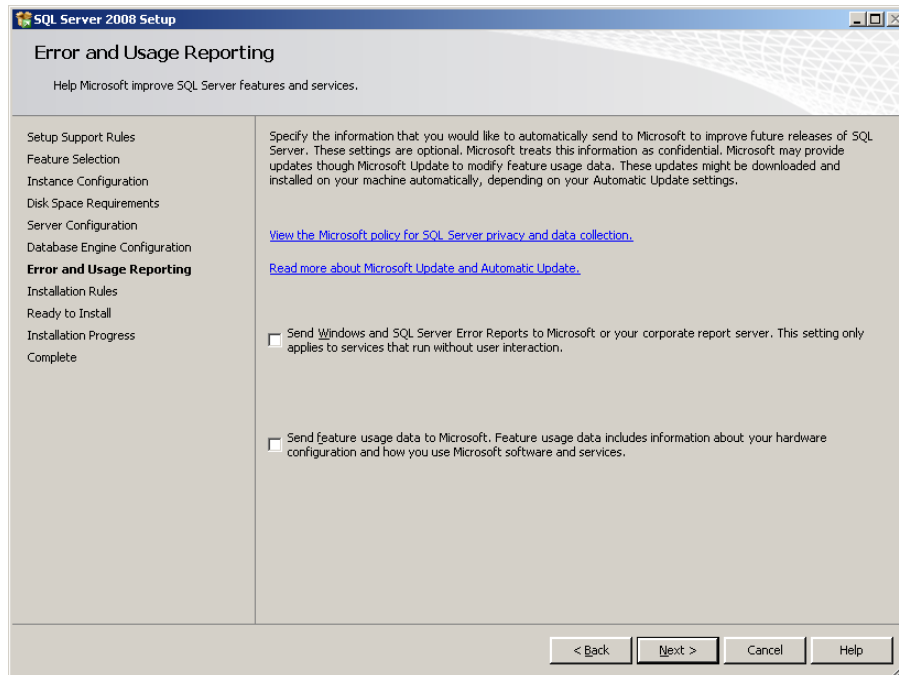 SQL Server 2008 Setup
Error and Usage Reporting
Help Microsoft improve SQL Server features and services.
Setup Support Rules
Feature Selection
Instance Configuration
Disk Space Requirements
Server Configuration
Database Engine Configuration
Error and Usage Reporting
Installation Rules
Ready to Install
Installation Progress
Complete
Specify the information that you would like to automatically send to Microsoft to improve future releases of SQL
Server. These settings are optional. Microsoft treats this information as confidential. Microsoft may provide
updates though Microsoft Update to modify feature usage data. These updates might be downloaded and
installed on your machine automatically, depending on your Automatic Update settings.
View the Microsoft policy for SQL Server privacy and data collection.
Read more about Microsoft Update and Automatic Update.
Send Windows and SQL Server Error Reports to Microsoft or your corporate report server. This setting only
applies to services that run without user interaction.
Send feature usage data to Microsoft. Feature usage data includes information about your hardware
configuration and how you use Microsoft software and services.
< Back Next > Cancel Help